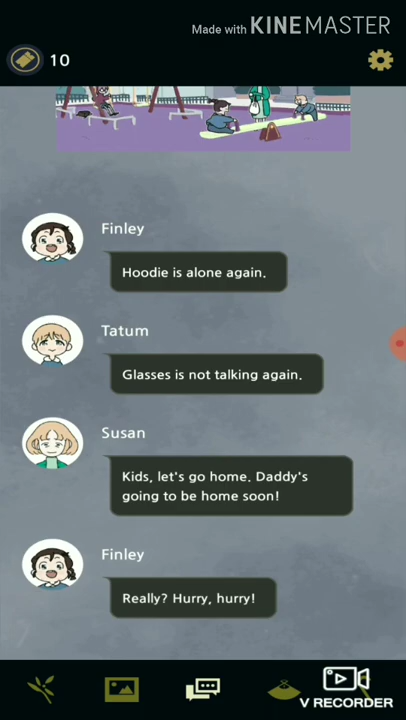 Made with KINEMASTER
10
Finley
Hoodie is alone again.
Tatum
Glasses is not talking again.
Susan
Kids, let's go home. Daddy's
going to be home soon!
Finley
Really? Hurry, hurry!
V RECORDER